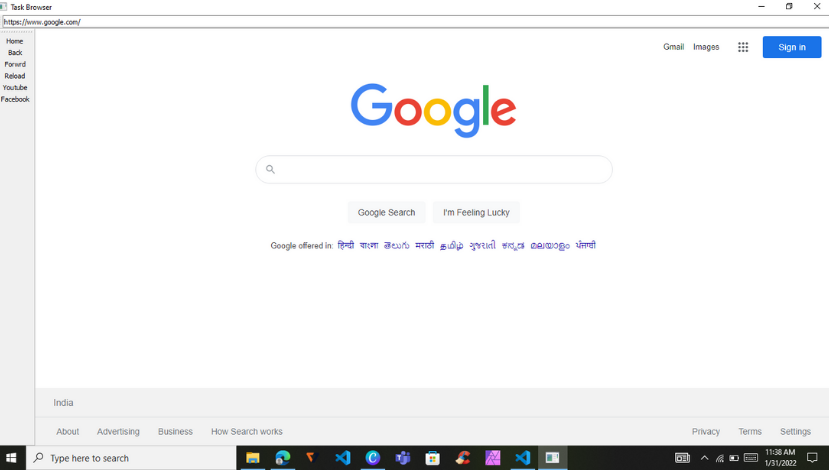 Task Browser
https://www.google.com/
Home
Back
Forwrd
Reload
Youtube
Facebook
Gmail Images
Sign in
Google
Google Search I'm Feeling Lucky
Google offered in: हिन्दी বাংলা తెలుగు मराठी தமிழ் ગુજરાતી ಕನ್ನಡ മലയാളം ਪੰਜਾਬੀ
India
About Advertising Business How Search works
Privacy Terms Settings
Type here to search
11:38 AM
1/31/2022